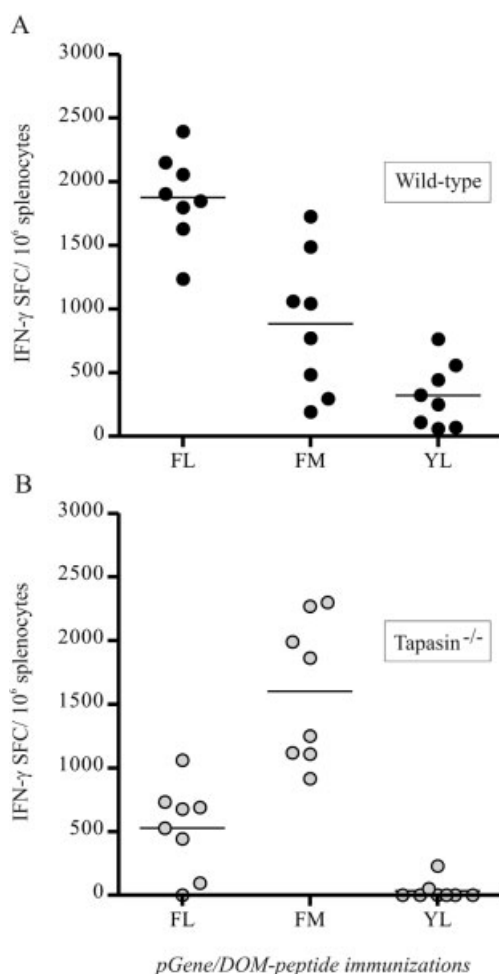 A
3000
2500
2000
1500
1000
500
0
IFN-γ SFC/ 10⁶ splenocytes
Wild-type
FL FM YL
B
3000
2500
2000
1500
1000
500
0
IFN-γ SFC/ 10⁶ splenocytes
Tapasin⁻/⁻
FL FM YL
pGene/DOM-peptide immunizations